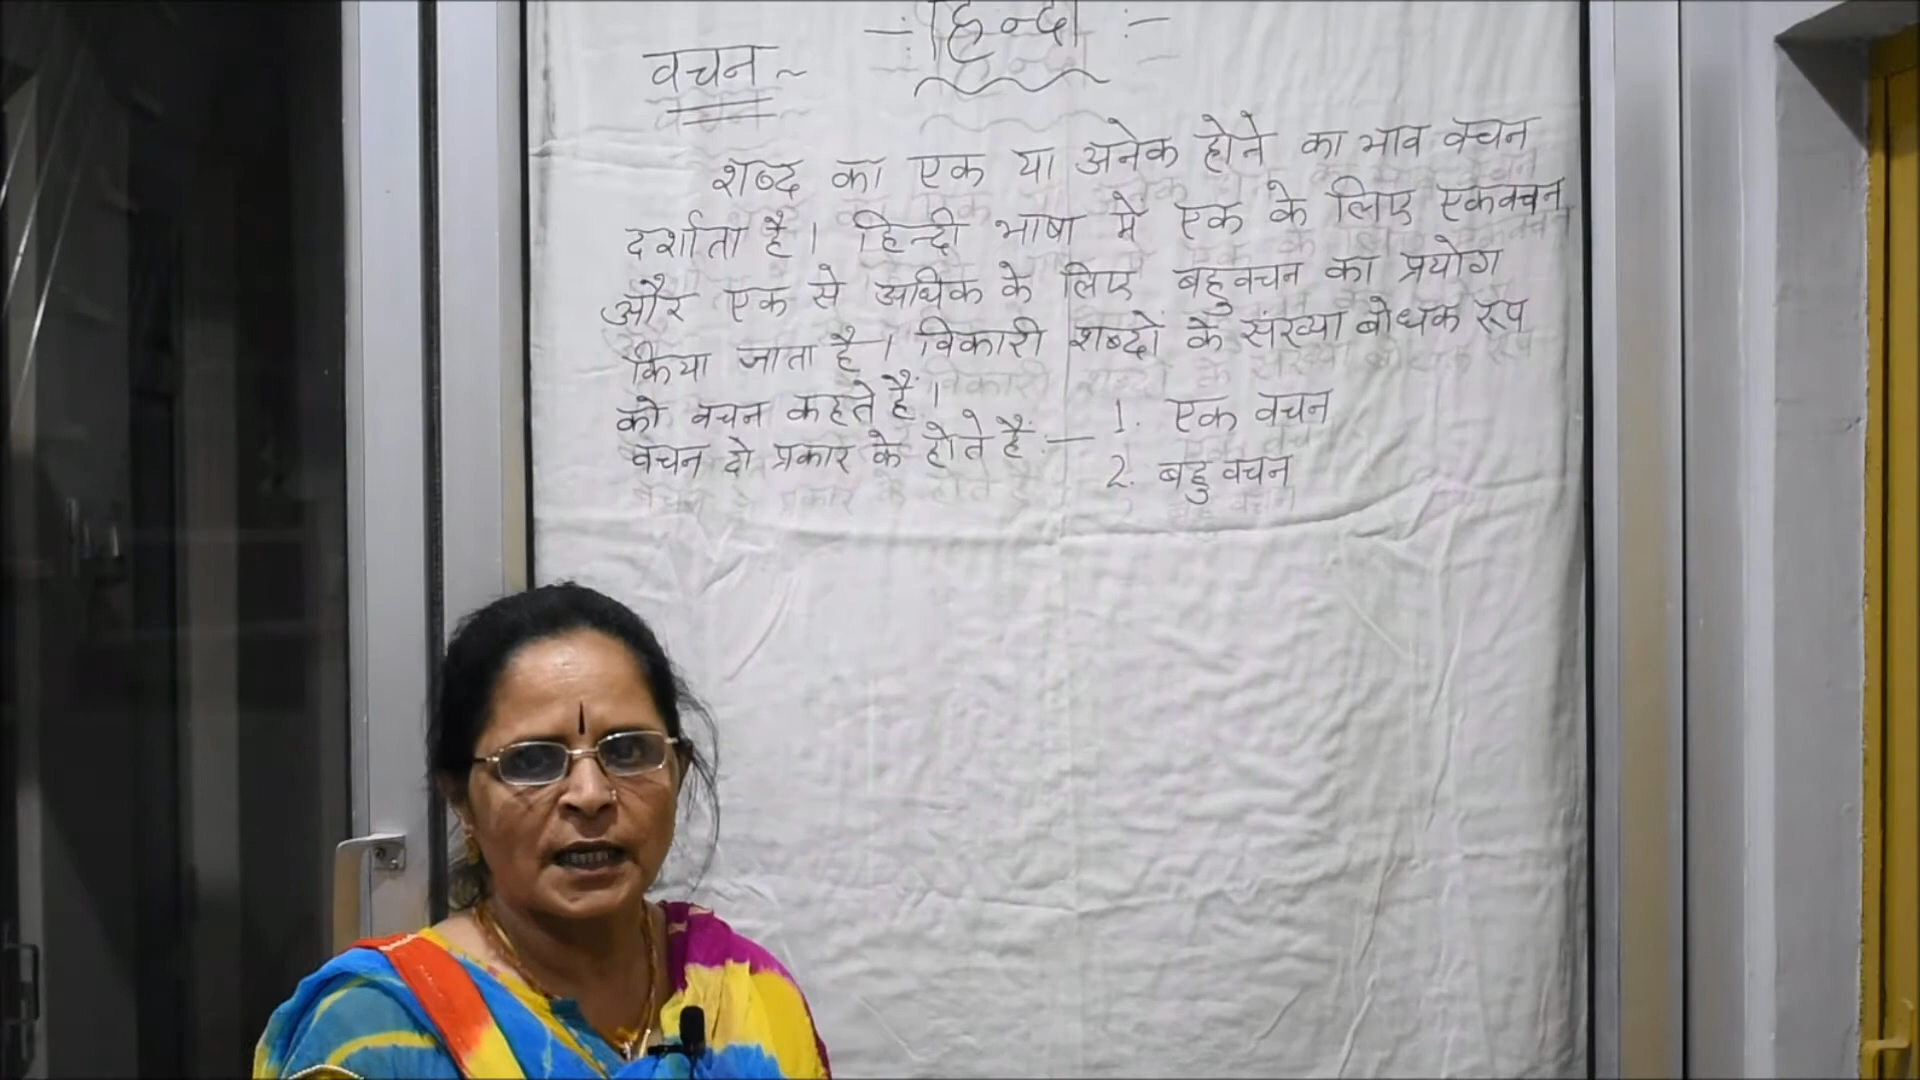 -: हिन्दी :-
वचन ~
शब्द का एक या अनेक होने का भाव वचन
दर्शाता है। हिन्दी भाषा में एक के लिए एकवचन
और एक से अधिक के लिए बहुवचन का प्रयोग
किया जाता है। विकारी शब्दों के संख्या बोधक रूप
को वचन कहते हैं।
वचन दो प्रकार के होते हैं :— 1. एक वचन
2. बहु वचन